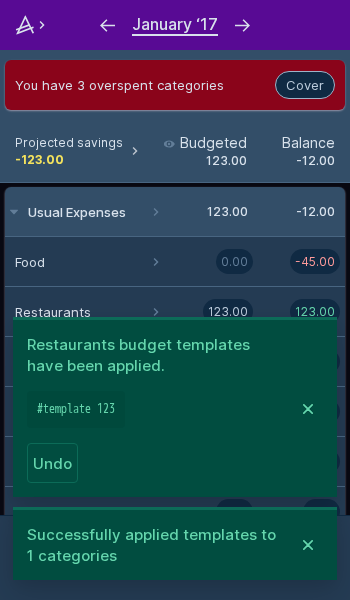 January ‘17
You have 3 overspent categories
Cover
Projected savings
-123.00
Budgeted
123.00
Balance
-12.00
Usual Expenses
123.00
-12.00
Food
0.00
-45.00
Restaurants
123.00
123.00
Restaurants budget templates
have been applied.
#template 123
Undo
Successfully applied templates to
1 categories